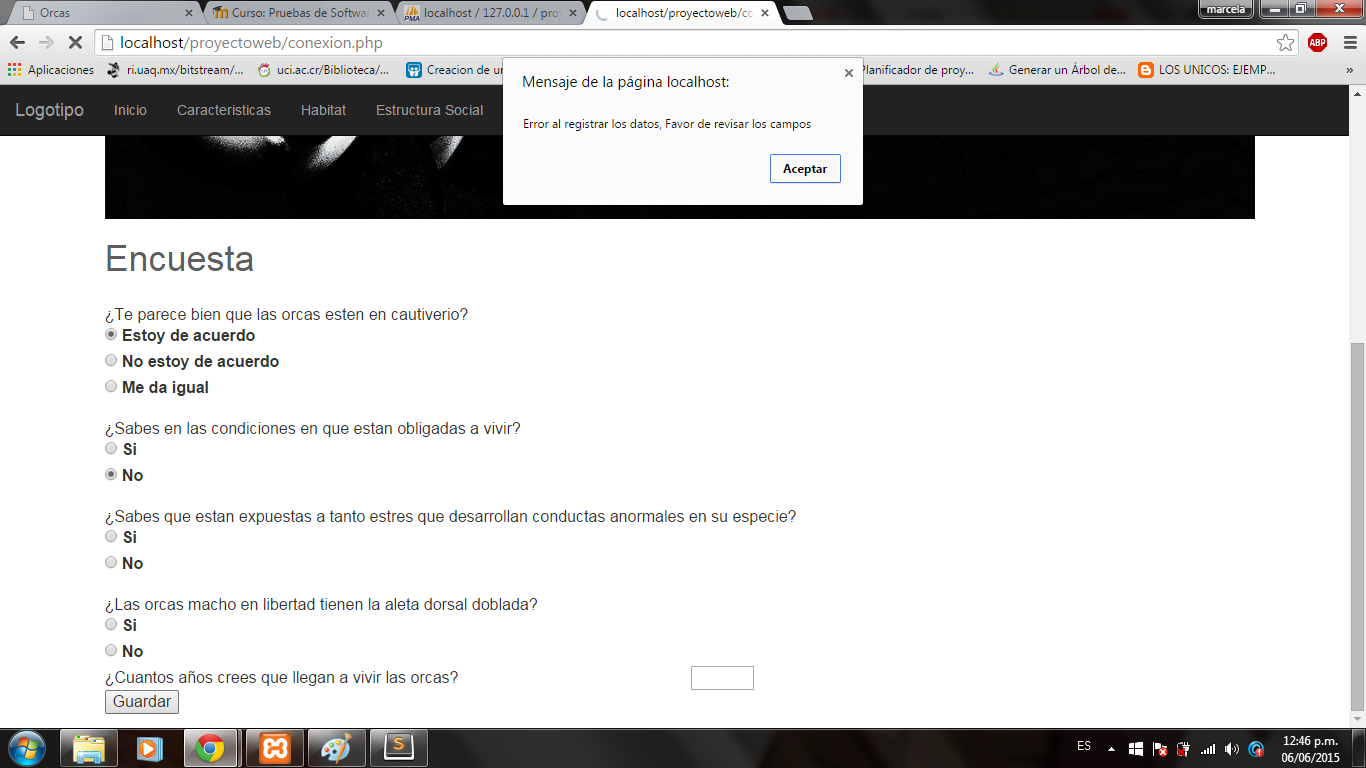 Orcas
Curso: Pruebas de Softwa
localhost / 127.0.0.1 / pro
localhost/proyectoweb/co
marcela
localhost/proyectoweb/conexion.php
ABP
Aplicaciones
ri.uaq.mx/bitstream/...
uci.ac.cr/Biblioteca/...
Creacion de un
Planificador de proy...
Generar un Árbol de...
LOS UNICOS: EJEMP...
»
Logotipo
Inicio
Caracteristicas
Habitat
Estructura Social
Mensaje de la página localhost:
Error al registrar los datos, Favor de revisar los campos
Aceptar
Encuesta
¿Te parece bien que las orcas esten en cautiverio?
Estoy de acuerdo
No estoy de acuerdo
Me da igual
¿Sabes en las condiciones en que estan obligadas a vivir?
Si
No
¿Sabes que estan expuestas a tanto estres que desarrollan conductas anormales en su especie?
Si
No
¿Las orcas macho en libertad tienen la aleta dorsal doblada?
Si
No
¿Cuantos años crees que llegan a vivir las orcas?
Guardar
ES
12:46 p.m.
06/06/2015